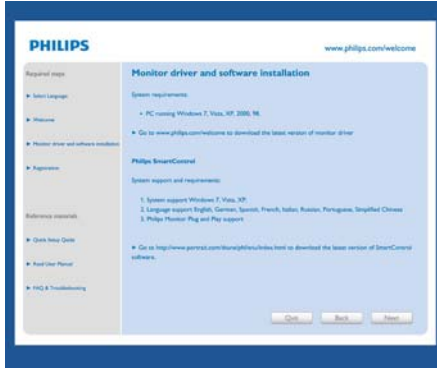 PHILIPS
www.philips.com/welcome
Required steps
Select Language
Welcome
Monitor driver and software installation
Registration
Reference materials
Quick Setup Guide
Read User Manual
FAQ & Troubleshooting
Monitor driver and software installation
System requirements:
• PC running Windows 7, Vista, XP, 2000, 98.
Go to www.philips.com/welcome to download the latest version of monitor driver
Philips SmartControl
System support and requirements:
1. System support Windows 7, Vista, XP.
2. Language support English, German, Spanish, French, Italian, Russian, Portuguese, Simplified Chinese
3. Philips Monitor Plug and Play support
software.
Quit
Back
Next